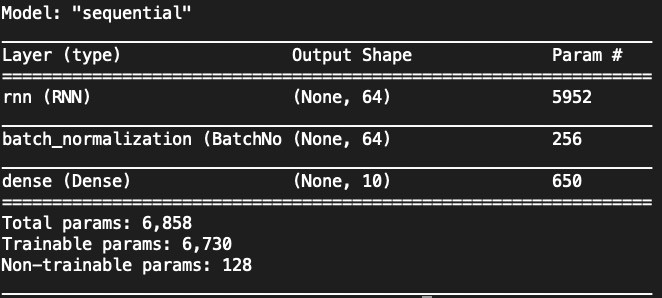 Model: "sequential"
Layer (type) Output Shape Param #
rnn (RNN) (None, 64) 5952
batch_normalization (BatchNo (None, 64) 256
dense (Dense) (None, 10) 650
Total params: 6,858
Trainable params: 6,730
Non-trainable params: 128